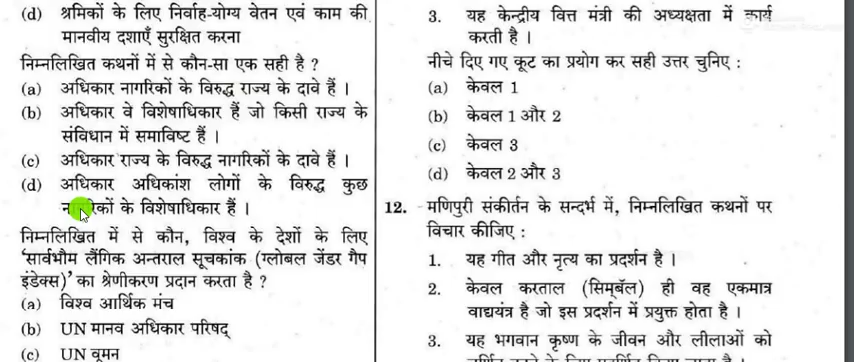 (d) श्रमिकों के लिए निर्वाह-योग्य वेतन एवं काम की
मानवीय दशाएँ सुरक्षित करना
निम्नलिखित कथनों में से कौन-सा एक सही है ?
(a) अधिकार नागरिकों के विरुद्ध राज्य के दावे हैं ।
(b) अधिकार वे विशेषाधिकार हैं जो किसी राज्य के
संविधान में समाविष्ट हैं ।
(c) अधिकार राज्य के विरुद्ध नागरिकों के दावे हैं ।
(d) अधिकार अधिकांश लोगों के विरुद्ध कुछ
के विशेषाधिकार हैं ।
निम्नलिखित में से कौन, विश्व के देशों के लिए
'सार्वभौम लैंगिक अन्तराल सूचकांक (ग्लोबल जेंडर गैप
इंडेक्स)' का श्रेणीकरण प्रदान करता है ?
(a) विश्व आर्थिक मंच
(b) UN मानव अधिकार परिषद्
(c) UN वूमन
3. यह केन्द्रीय वित्त मंत्री की अध्यक्षता में कार्य
करती है ।
नीचे दिए गए कूट का प्रयोग कर सही उत्तर चुनिए :
(a) केवल 1
(b) केवल 1 और 2
(c) केवल 3
(d) केवल 2 और 3
12. मणिपुरी संकीर्तन के सन्दर्भ में, निम्नलिखित कथनों पर
विचार कीजिए :
1. यह गीत और नृत्य का प्रदर्शन है ।
2. केवल करताल (सिम्बॅल) ही वह एकमात्र
वाद्ययंत्र है जो इस प्रदर्शन में प्रयुक्त होता है ।
3. यह भगवान कृष्ण के जीवन और लीलाओं को